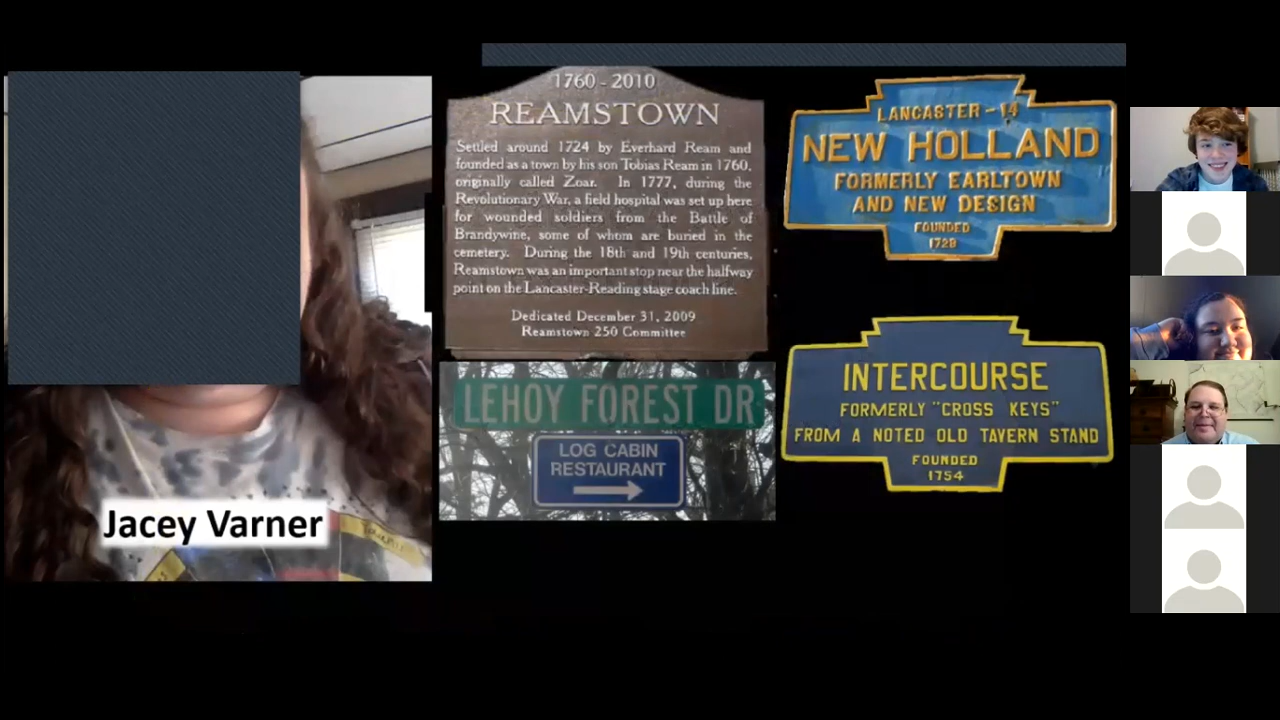 1760 - 2010
REAMSTOWN
Settled around 1724 by Everhard Ream and
founded as a town by his son Tobias Ream in 1760,
originally called Zoar. In 1777, during the
Revolutionary War, a field hospital was set up here
for wounded soldiers from the Battle of
Brandywine, some of whom are buried in the
cemetery. During the 18th and 19th centuries,
Reamstown was an important stop near the halfway
point on the Lancaster-Reading stage coach line.
Dedicated December 31, 2009
Reamstown 250 Committee
LANCASTER - 14
NEW HOLLAND
FORMERLY EARLTOWN
AND NEW DESIGN
FOUNDED
1728
LEHOY FOREST DR
LOG CABIN
RESTAURANT
INTERCOURSE
FORMERLY "CROSS KEYS"
FROM A NOTED OLD TAVERN STAND
FOUNDED
1754
Jacey Varner